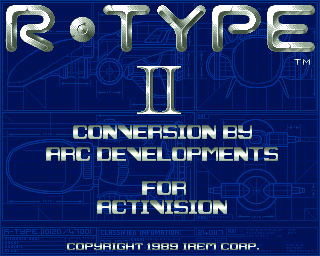 R·TYPE
TM
II
CONVERSION BY
ARC DEVELOPMENTS
FOR
ACTIVISION
COPYRIGHT 1989 IREM CORP.